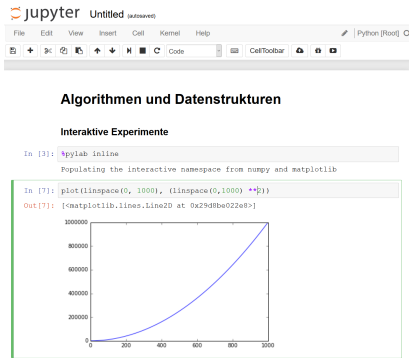 jupyter Untitled (autosaved)
File Edit View Insert Cell Kernel Help Python [Root]
Code CellToolbar
Algorithmen und Datenstrukturen
Interaktive Experimente
In [3]: %pylab inline
Populating the interactive namespace from numpy and matplotlib
In [7]: plot(linspace(0, 1000), (linspace(0,1000) **2))
Out[7]: [<matplotlib.lines.Line2D at 0x29d8be022e8>]
1000000
800000
600000
400000
200000
0
0 200 400 600 800 1000